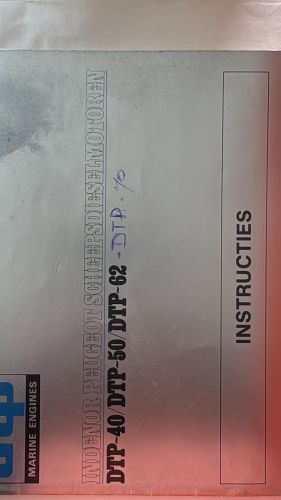 INDENOR PEUGEOT SCHEEPSDIESELMOTOREN
DTP-40/DTP-50/DTP-62 -DTP.70
INSTRUCTIES
MARINE ENGINES